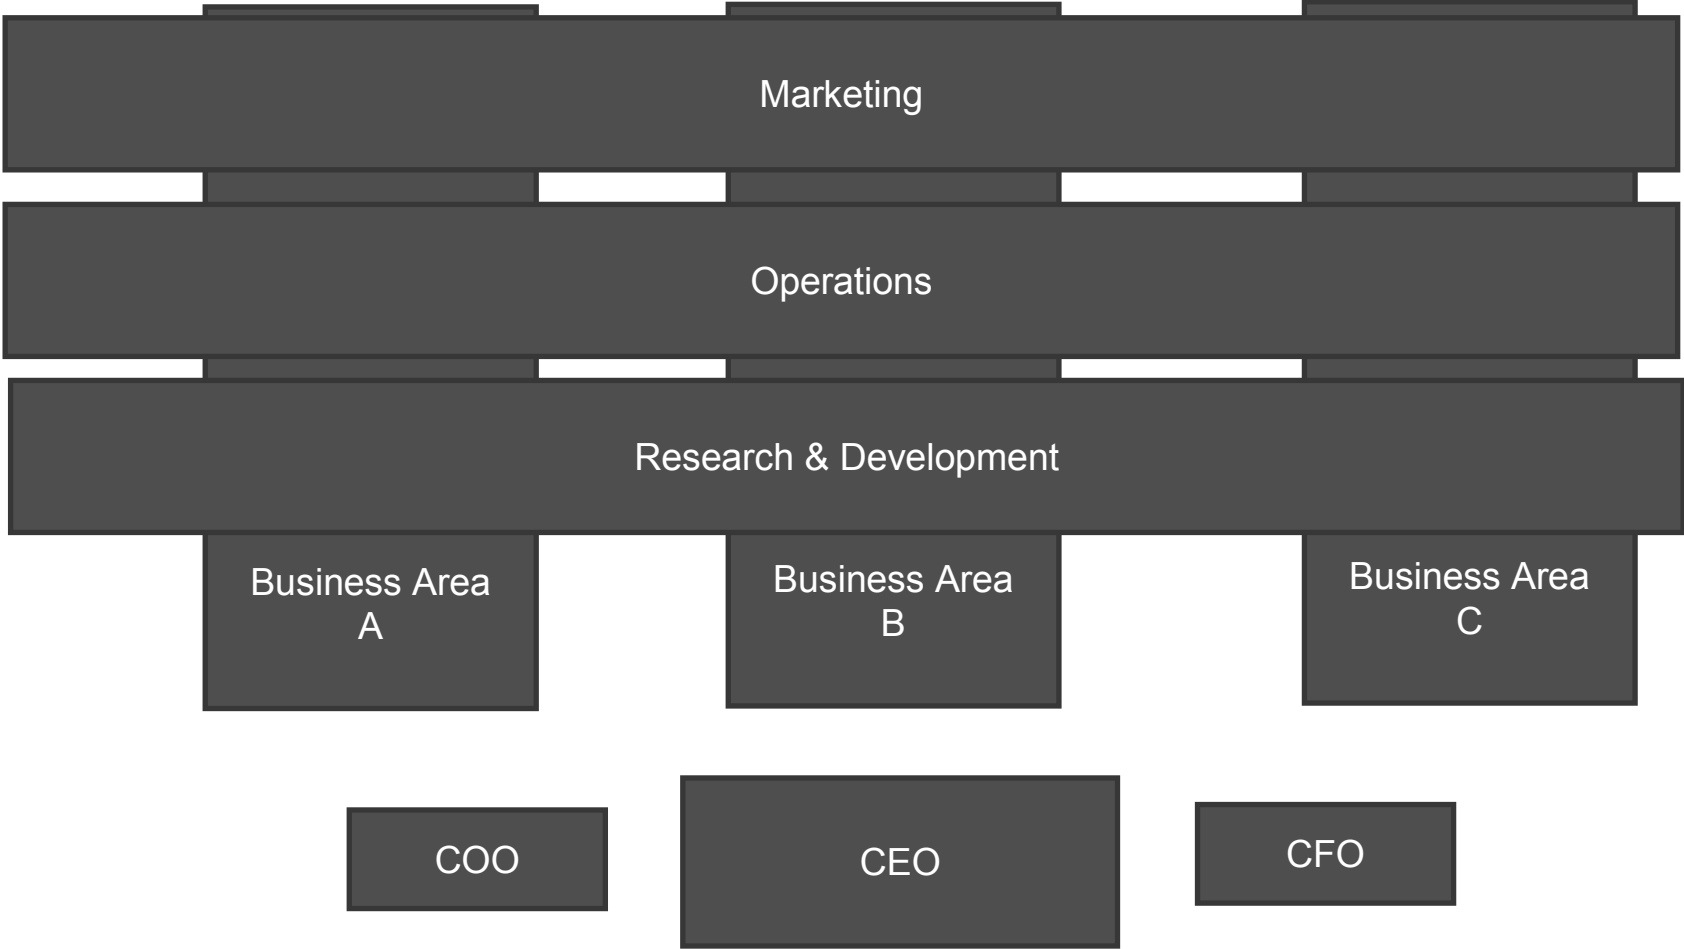 Marketing
Operations
Research & Development
Business Area
A
Business Area
B
Business Area
C
COO
CEO
CFO